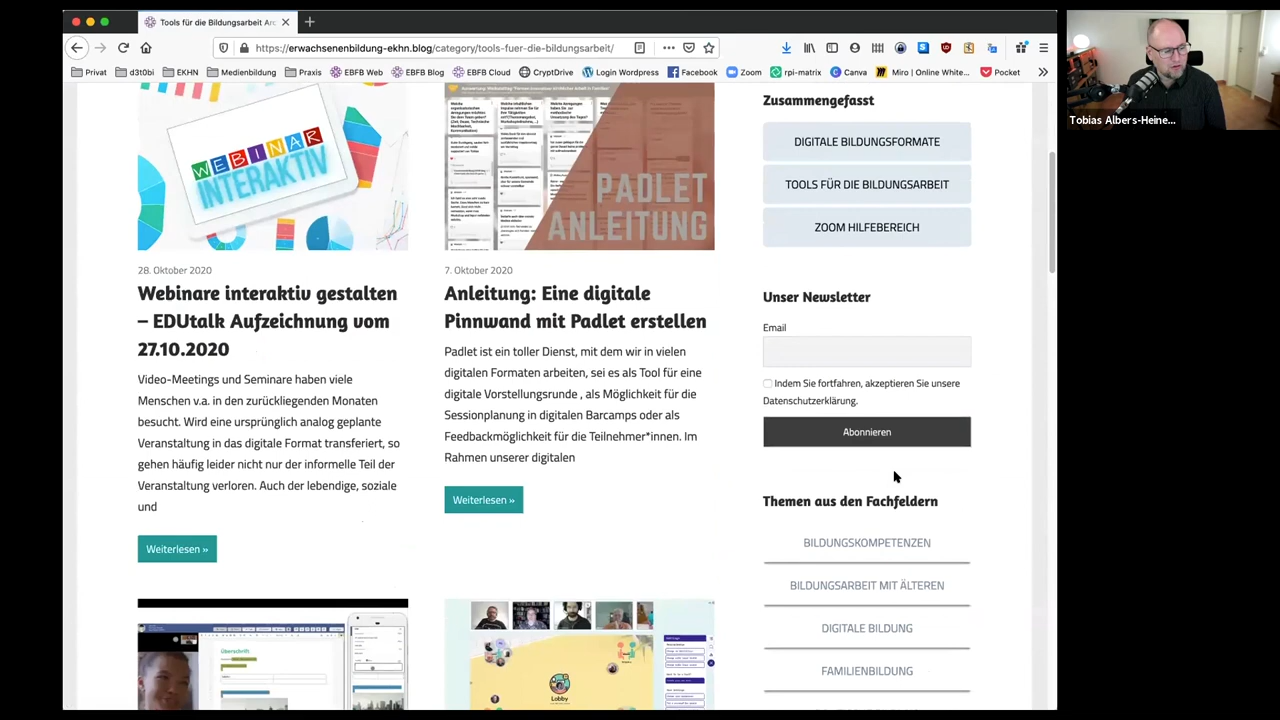 Tools für die Bildungsarbeit Arc
https://erwachsenenbildung-ekhn.blog/category/tools-fuer-die-bildungsarbeit/
Privat
d3t0bi
EKHN
Medienbildung
Praxis
EBFB Web
EBFB Blog
EBFB Cloud
CryptDrive
Login Wordpress
Facebook
Zoom
rpi-matrix
Canva
Miro | Online White...
Pocket
Tobias Albers-Heine...
WEBINAR
PADLET
ANLEITUNG
28. Oktober 2020
Webinare interaktiv gestalten
– EDUtalk Aufzeichnung vom
27.10.2020
Video-Meetings und Seminare haben viele
Menschen v.a. in den zurückliegenden Monaten
besucht. Wird eine ursprünglich analog geplante
Veranstaltung in das digitale Format transferiert, so
gehen häufig leider nicht nur der informelle Teil der
Veranstaltung verloren. Auch der lebendige, soziale
und
Weiterlesen »
7. Oktober 2020
Anleitung: Eine digitale
Pinnwand mit Padlet erstellen
Padlet ist ein toller Dienst, mit dem wir in vielen
digitalen Formaten arbeiten, sei es als Tool für eine
digitale Vorstellungsrunde , als Möglichkeit für die
Sessionplanung in digitalen Barcamps oder als
Feedbackmöglichkeit für die Teilnehmer*innen. Im
Rahmen unserer digitalen
Weiterlesen »
Überschrift
Lobby
Zusammengefasst
DIGITALE BILDUNGSFORMATE
TOOLS FÜR DIE BILDUNGSARBEIT
ZOOM HILFEBEREICH
Unser Newsletter
Email
Indem Sie fortfahren, akzeptieren Sie unsere
Datenschutzerklärung.
Abonnieren
Themen aus den Fachfeldern
BILDUNGSKOMPETENZEN
BILDUNGSARBEIT MIT ÄLTEREN
DIGITALE BILDUNG
FAMILIENBILDUNG